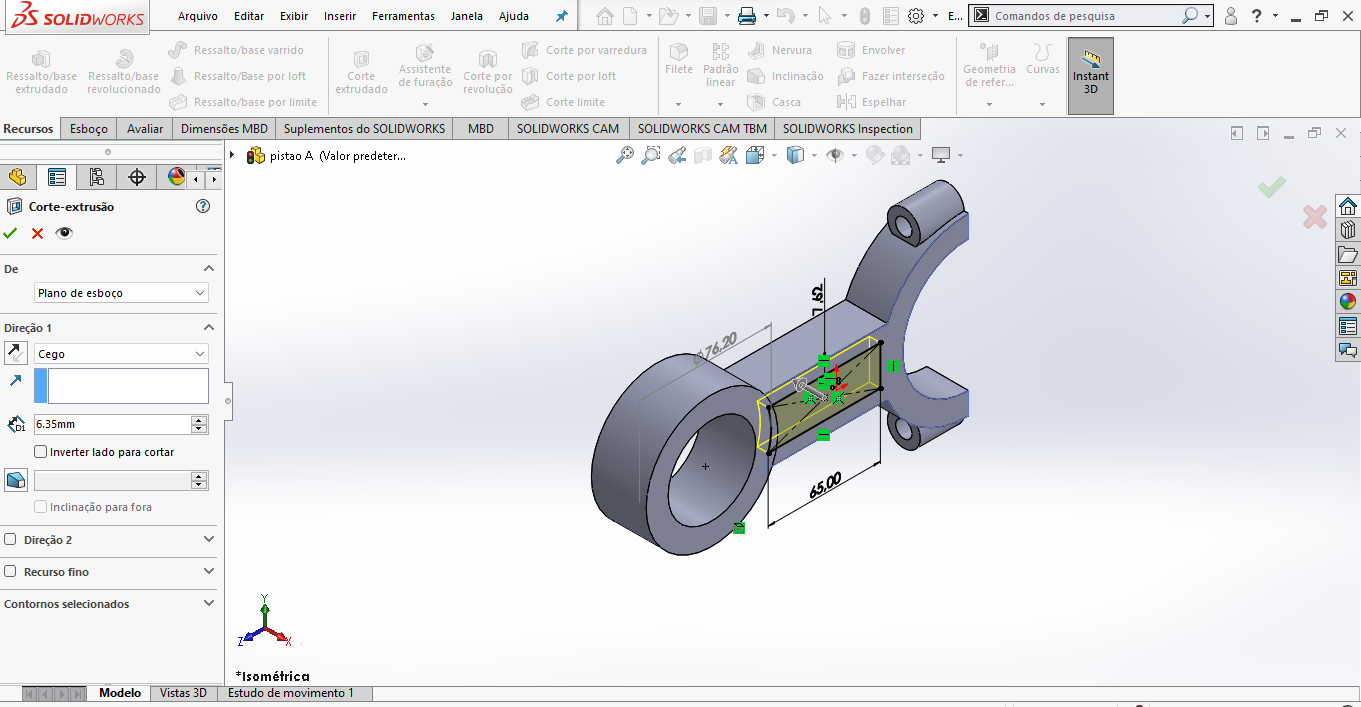 SOLIDWORKS
Arquivo Editar Exibir Inserir Ferramentas Janela Ajuda
E...
Comandos de pesquisa
?
Ressalto/base extrudado
Ressalto/base revolucionado
Ressalto/base varrido
Ressalto/Base por loft
Ressalto/base por limite
Corte extrudado
Assistente de furação
Corte por revolução
Corte por varredura
Corte por loft
Corte limite
Filete
Padrão linear
Nervura
Inclinação
Casca
Envolver
Fazer interseção
Espelhar
Geometria de refer...
Curvas
Instant 3D
Recursos Esboço Avaliar Dimensões MBD Suplementos do SOLIDWORKS MBD SOLIDWORKS CAM SOLIDWORKS CAM TBM SOLIDWORKS Inspection
pistao A (Valor predeter...
Corte-extrusão
?
De
Plano de esboço
Direção 1
Cego
D1
6.35mm
Inverter lado para cortar
Inclinação para fora
Direção 2
Recurso fino
Contornos selecionados
Ø76,20
65,00
Y
Z
X
*Isométrica
Modelo Vistas 3D Estudo de movimento 1